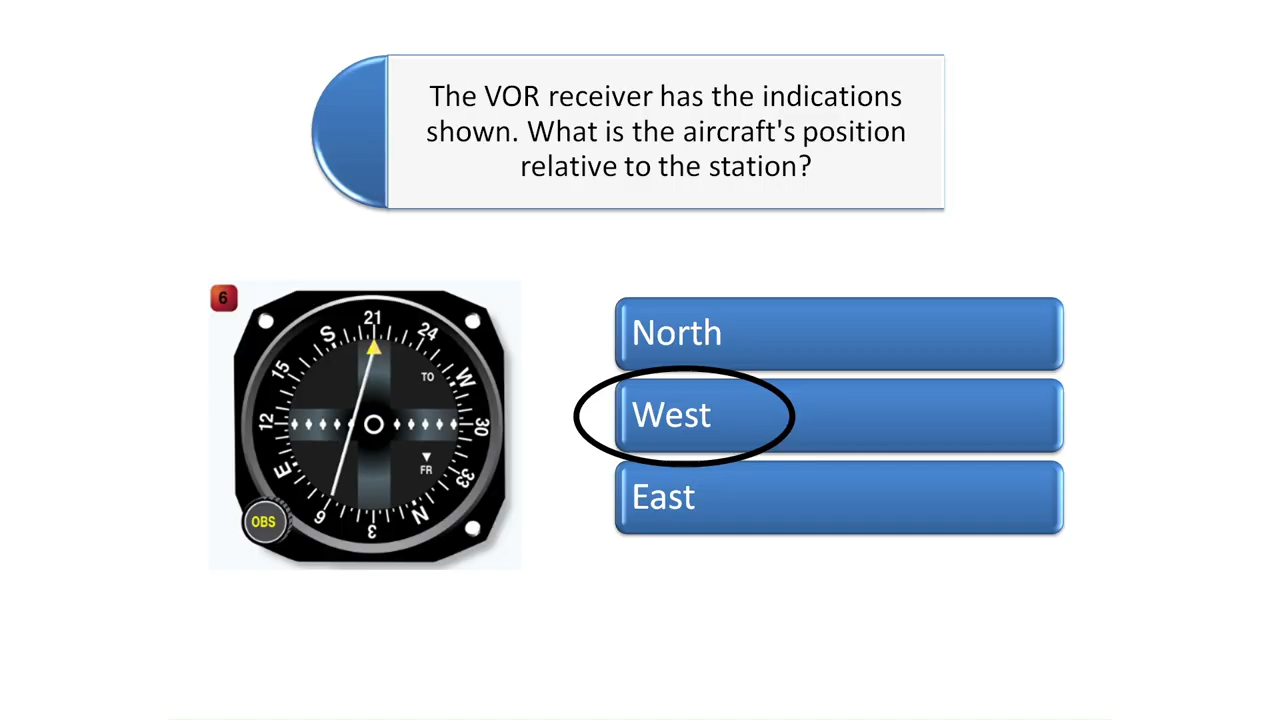 The VOR receiver has the indications
shown. What is the aircraft's position
relative to the station?
6
21
24
W
30
33
N
3
6
E
12
15
S
TO
FR
OBS
North
West
East